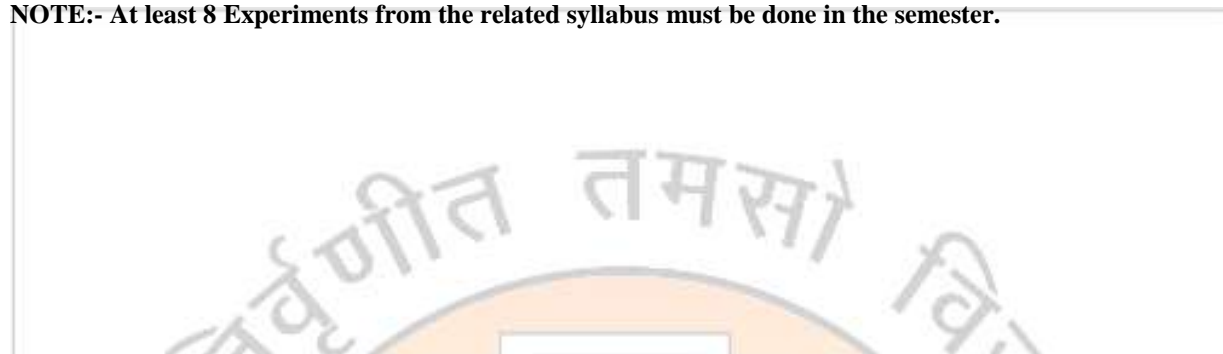 NOTE:- At least 8 Experiments from the related syllabus must be done in the semester.
तमसो